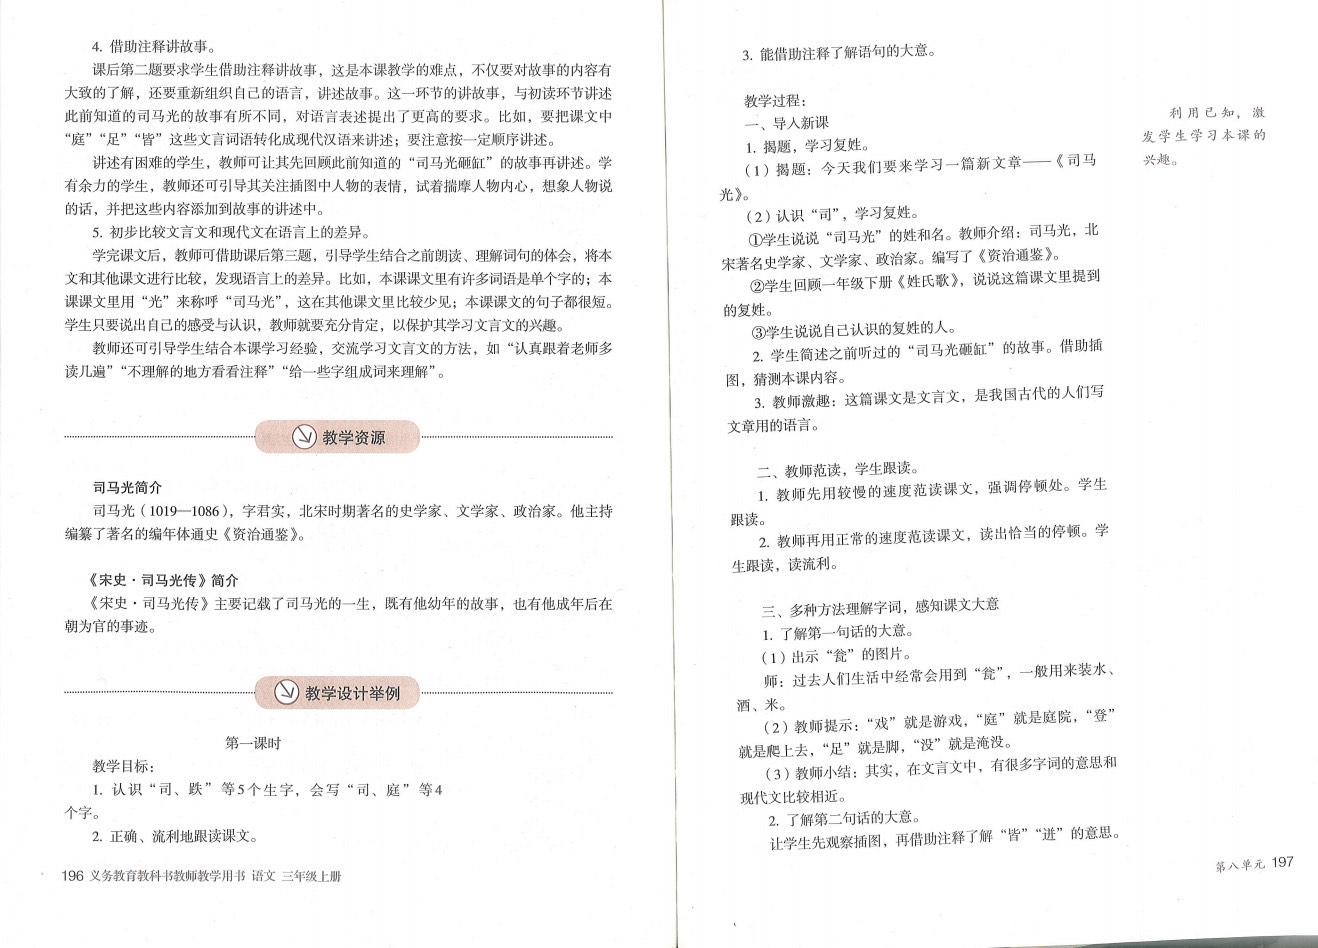 4. 借助注释讲故事。
课后第二题要求学生借助注释讲故事，这是本课教学的难点，不仅要对故事的内容有
大致的了解，还要重新组织自己的语言，讲述故事。这一环节的讲故事，与初读环节讲述
此前知道的司马光的故事有所不同，对语言表述提出了更高的要求。比如，要把课文中
“庭”“足”“皆”这些文言词语转化成现代汉语来讲述；要注意按一定顺序讲述。
讲述有困难的学生，教师可让其先回顾此前知道的“司马光砸缸”的故事再讲述。学
有余力的学生，教师还可引导其关注插图中人物的表情，试着揣摩人物内心，想象人物说
的话，并把这些内容添加到故事的讲述中。
5. 初步比较文言文和现代文在语言上的差异。
学完课文后，教师可借助课后第三题，引导学生结合之前朗读、理解词句的体会，将本
文和其他课文进行比较，发现语言上的差异。比如，本课课文里有许多词语是单个字的；本
课课文里用“光”来称呼“司马光”，这在其他课文里比较少见；本课课文的句子都很短。
学生只要说出自己的感受与认识，教师就要充分肯定，以保护其学习文言文的兴趣。
教师还可引导学生结合本课学习经验，交流学习文言文的方法，如“认真跟着老师多
读几遍”“不理解的地方看看注释”“给一些字组成词来理解”。
教学资源
司马光简介
司马光（1019—1086），字君实，北宋时期著名的史学家、文学家、政治家。他主持
编纂了著名的编年体通史《资治通鉴》。
《宋史·司马光传》简介
《宋史·司马光传》主要记载了司马光的一生，既有他幼年的故事，也有他成年后在
朝为官的事迹。
教学设计举例
第一课时
教学目标：
1. 认识“司、跌”等5个生字，会写“司、庭”等4
个字。
2. 正确、流利地跟读课文。
196 义务教育教科书教师教学用书 语文 三年级上册
3. 能借助注释了解语句的大意。
教学过程：
一、导人新课
1. 揭题，学习复姓。
（1）揭题：今天我们要来学习一篇新文章——《司马
光》。
（2）认识“司”，学习复姓。
①学生说说“司马光”的姓和名。教师介绍：司马光，北
宋著名史学家、文学家、政治家。编写了《资治通鉴》。
②学生回顾一年级下册《姓氏歌》，说说这篇课文里提到
的复姓。
③学生说说自己认识的复姓的人。
2. 学生简述之前听过的“司马光砸缸”的故事。借助插
图，猜测本课内容。
3. 教师激趣：这篇课文是文言文，是我国古代的人们写
文章用的语言。
二、教师范读，学生跟读。
1. 教师先用较慢的速度范读课文，强调停顿处。学生
跟读。
2. 教师再用正常的速度范读课文，读出恰当的停顿。学
生跟读，读流利。
三、多种方法理解字词，感知课文大意
1. 了解第一句话的大意。
（1）出示“瓮”的图片。
师：过去人们生活中经常会用到“瓮”，一般用来装水、
酒、米。
（2）教师提示：“戏”就是游戏，“庭”就是庭院，“登”
就是爬上去，“足”就是脚，“没”就是淹没。
（3）教师小结：其实，在文言文中，有很多字词的意思和
现代文比较相近。
2. 了解第二句话的大意。
让学生先观察插图，再借助注释了解“皆”“迸”的意思。
利用已知，激
发学生学习本课的
兴趣。
第八单元 197